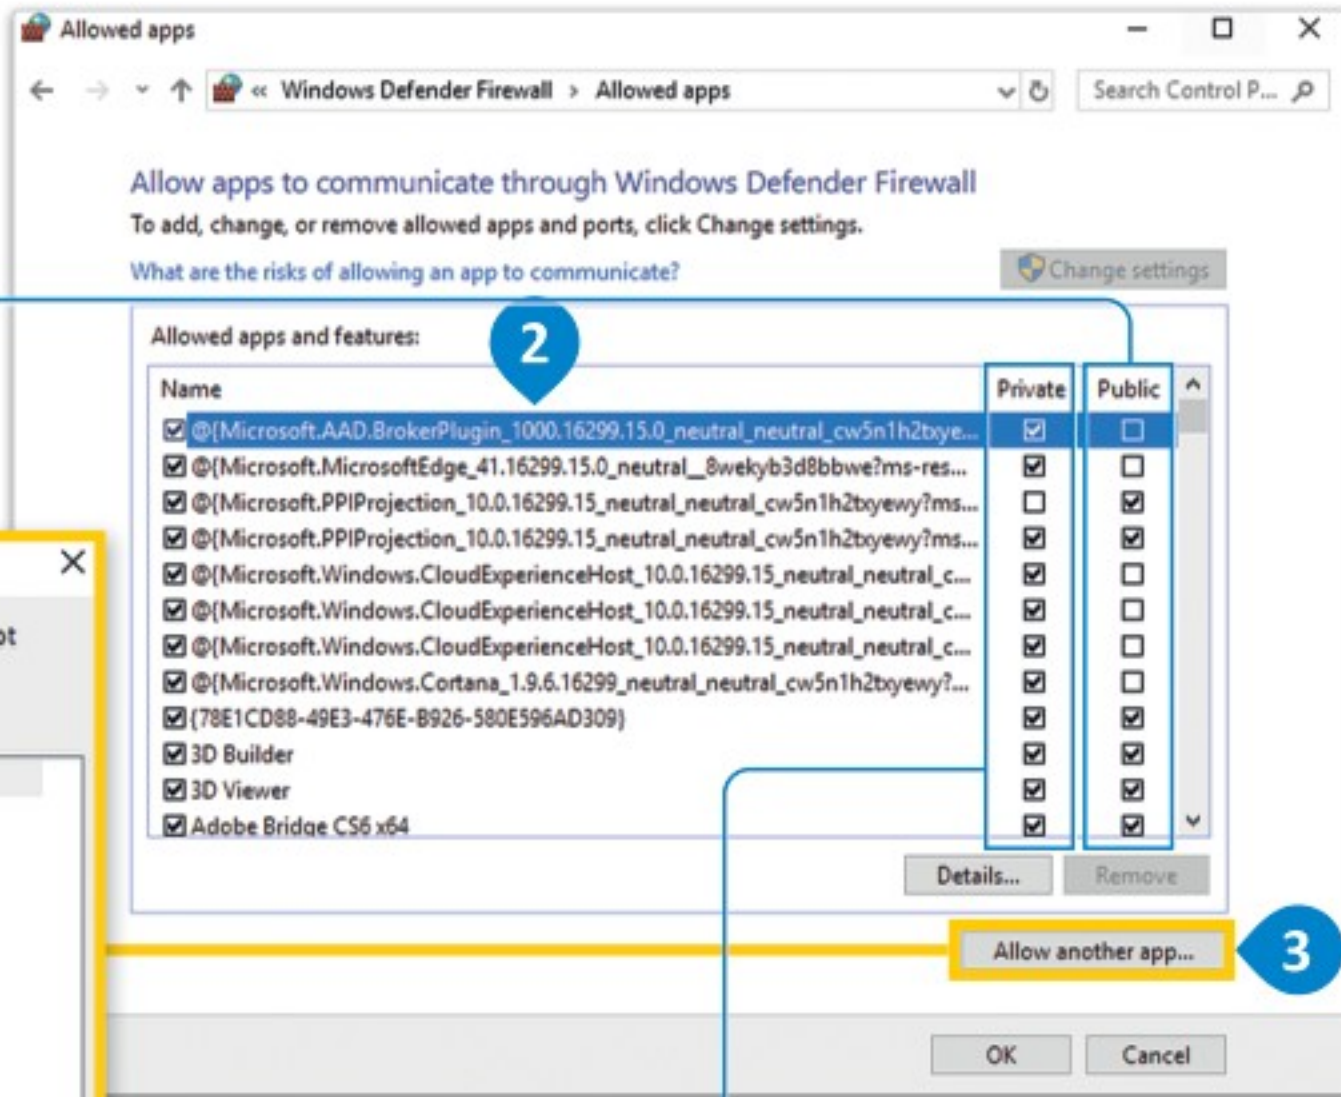 Allowed apps
« Windows Defender Firewall > Allowed apps
Search Control P...
Allow apps to communicate through Windows Defender Firewall
To add, change, or remove allowed apps and ports, click Change settings.
What are the risks of allowing an app to communicate?
Change settings
Allowed apps and features:
2
Name Private Public
@{Microsoft.AAD.BrokerPlugin_1000.16299.15.0_neutral_neutral_cw5n1h2txye...
@{Microsoft.MicrosoftEdge_41.16299.15.0_neutral__8wekyb3d8bbwe?ms-res...
@{Microsoft.PPIProjection_10.0.16299.15_neutral_neutral_cw5n1h2txyewy?ms...
@{Microsoft.PPIProjection_10.0.16299.15_neutral_neutral_cw5n1h2txyewy?ms...
@{Microsoft.Windows.CloudExperienceHost_10.0.16299.15_neutral_neutral_c...
@{Microsoft.Windows.CloudExperienceHost_10.0.16299.15_neutral_neutral_c...
@{Microsoft.Windows.CloudExperienceHost_10.0.16299.15_neutral_neutral_c...
@{Microsoft.Windows.Cortana_1.9.6.16299_neutral_neutral_cw5n1h2txyewy?...
{78E1CD88-49E3-476E-B926-580E596AD309}
3D Builder
3D Viewer
Adobe Bridge CS6 x64
Details... Remove
Allow another app...
3
OK Cancel